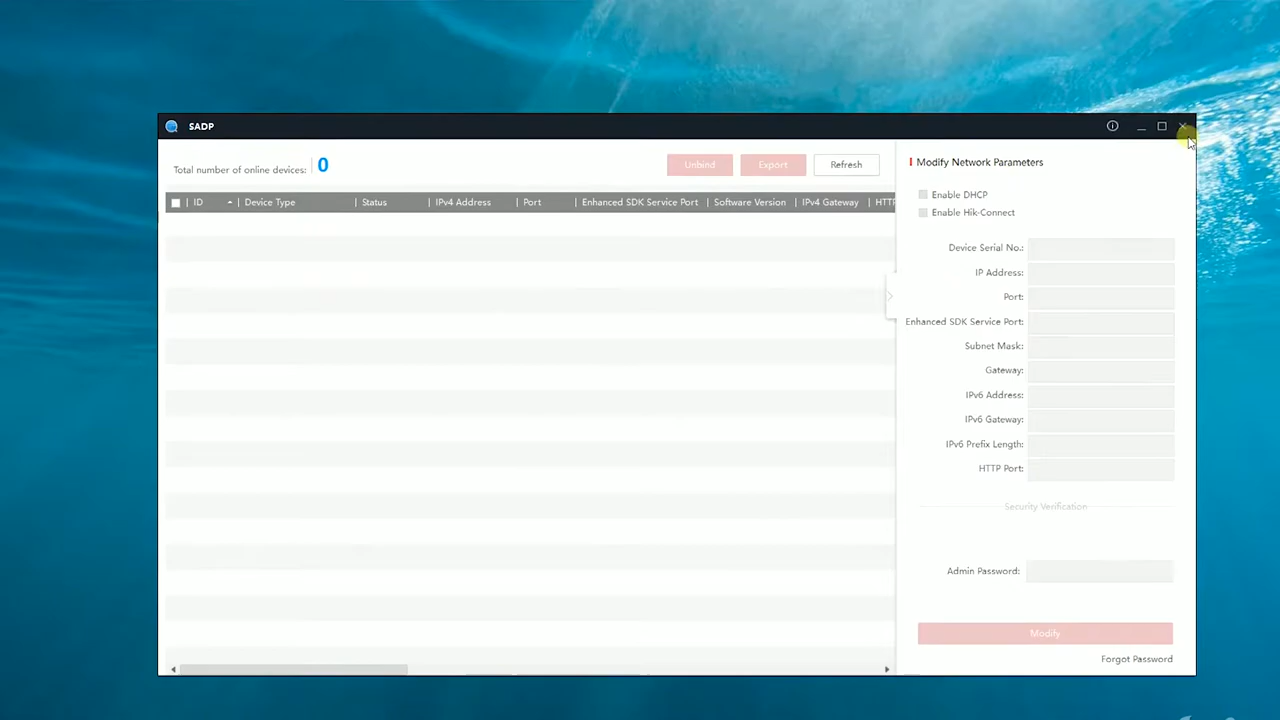 SADP
Total number of online devices: 0
Unbind
Export
Refresh
ID
Device Type
Status
IPv4 Address
Port
Enhanced SDK Service Port
Software Version
IPv4 Gateway
HTTP
Modify Network Parameters
Enable DHCP
Enable Hik-Connect
Device Serial No.:
IP Address:
Port:
Enhanced SDK Service Port:
Subnet Mask:
Gateway:
IPv6 Address:
IPv6 Gateway:
IPv6 Prefix Length:
HTTP Port:
Security Verification
Admin Password:
Modify
Forgot Password